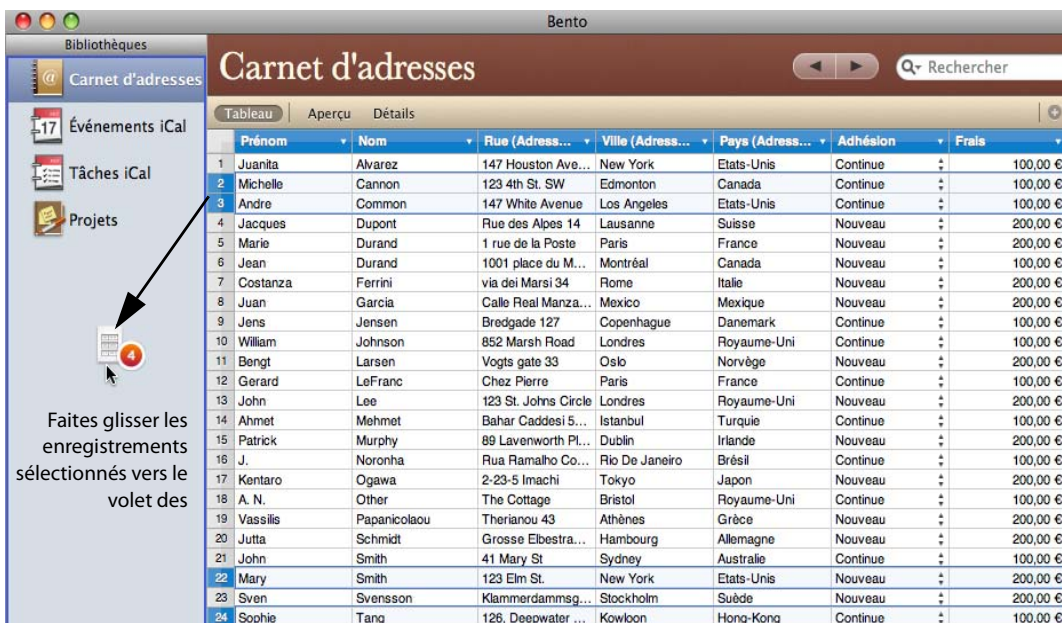 Bento
Bibliothèques
Carnet d'adresses
Événements iCal
17
Tâches iCal
Projets
4
Faites glisser les
enregistrements
sélectionnés vers le
volet des
Carnet d'adresses
Rechercher
Tableau Aperçu Détails
Prénom Nom Rue (Adress... Ville (Adress... Pays (Adress... Adhésion Frais
1 Juanita Alvarez 147 Houston Ave... New York Etats-Unis Continue 100,00 €
2 Michelle Cannon 123 4th St. SW Edmonton Canada Continue 100,00 €
3 Andre Common 147 White Avenue Los Angeles Etats-Unis Continue 100,00 €
4 Jacques Dupont Rue des Alpes 14 Lausanne Suisse Nouveau 200,00 €
5 Marie Durand 1 rue de la Poste Paris France Nouveau 200,00 €
6 Jean Durand 1001 place du M... Montréal Canada Nouveau 200,00 €
7 Costanza Ferrini via dei Marsi 34 Rome Italie Nouveau 200,00 €
8 Juan Garcia Calle Real Manza... Mexico Mexique Nouveau 200,00 €
9 Jens Jensen Bredgade 127 Copenhague Danemark Continue 100,00 €
10 William Johnson 852 Marsh Road Londres Royaume-Uni Continue 100,00 €
11 Bengt Larsen Vogts gate 33 Oslo Norvège Nouveau 200,00 €
12 Gerard LeFranc Chez Pierre Paris France Continue 100,00 €
13 John Lee 123 St. Johns Circle Londres Royaume-Uni Nouveau 200,00 €
14 Ahmet Mehmet Bahar Caddesi 5... Istanbul Turquie Continue 100,00 €
15 Patrick Murphy 89 Lavenworth Pl... Dublin Irlande Nouveau 200,00 €
16 J. Noronha Rua Ramalho Co... Rio De Janeiro Brésil Continue 100,00 €
17 Kentaro Ogawa 2-23-5 Imachi Tokyo Japon Nouveau 200,00 €
18 A. N. Other The Cottage Bristol Royaume-Uni Continue 100,00 €
19 Vassilis Papanicolaou Therianou 43 Athènes Grèce Nouveau 200,00 €
20 Jutta Schmidt Grosse Elbestra... Hambourg Allemagne Nouveau 200,00 €
21 John Smith 41 Mary St Sydney Australie Continue 100,00 €
22 Mary Smith 123 Elm St. New York Etats-Unis Nouveau 200,00 €
23 Sven Svensson Klammerdammsg... Stockholm Suède Nouveau 200,00 €
24 Sophie Tang 126, Deepwater ... Kowloon Hong-Kong Continue 100,00 €